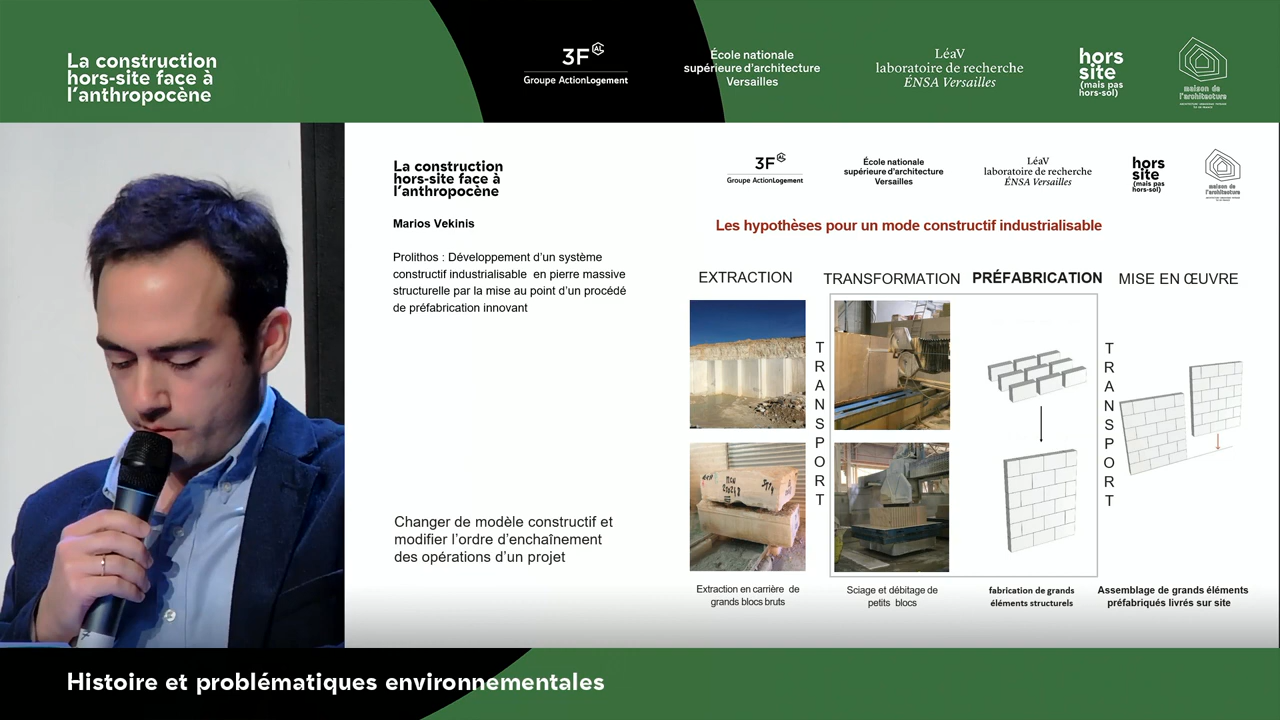 La construction
hors-site face à
l'anthropocène
3F AL
Groupe ActionLogement
École nationale
supérieure d'architecture
Versailles
LéaV
laboratoire de recherche
ÉNSA Versailles
hors
site
(mais pas
hors-sol)
maison de
l'architecture
La construction
hors-site face à
l'anthropocène
3F AL
Groupe ActionLogement
École nationale
supérieure d'architecture
Versailles
LéaV
laboratoire de recherche
ÉNSA Versailles
hors
site
(mais pas
hors-sol)
maison de
l'architecture
Marios Vekinis
Prolithos : Développement d'un système
constructif industrialisable en pierre massive
structurelle par la mise au point d'un procédé
de préfabrication innovant
Changer de modèle constructif et
modifier l'ordre d'enchaînement
des opérations d'un projet
Les hypothèses pour un mode constructif industrialisable
EXTRACTION
TRANSFORMATION
PRÉFABRICATION
MISE EN ŒUVRE
TRANSPORT
TRANSPORT
Extraction en carrière de
grands blocs bruts
Sciage et débitage de
petits blocs
fabrication de grands
éléments structurels
Assemblage de grands éléments
préfabriqués livrés sur site
Histoire et problématiques environnementales